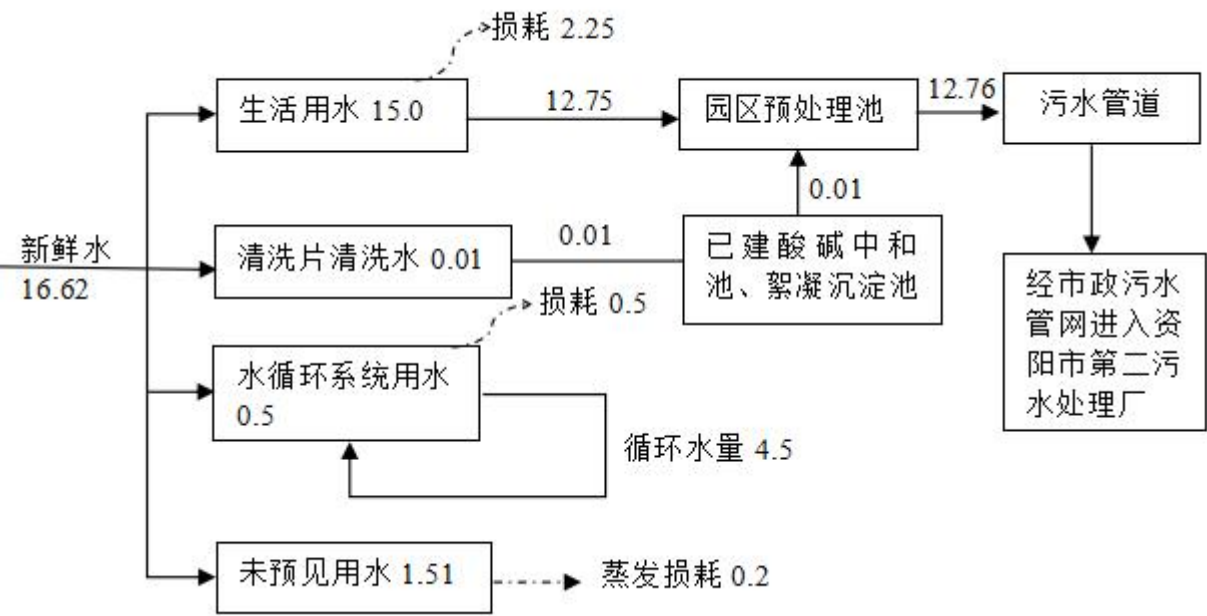 损耗 2.25
生活用水 15.0
12.75
园区预处理池
12.76
污水管道
0.01
新鲜水
16.62
清洗片清洗水 0.01
0.01
已建酸碱中和
池、絮凝沉淀池
经市政污水
管网进入资
阳市第二污
水处理厂
损耗 0.5
水循环系统用水
0.5
循环水量 4.5
未预见用水 1.51
蒸发损耗 0.2